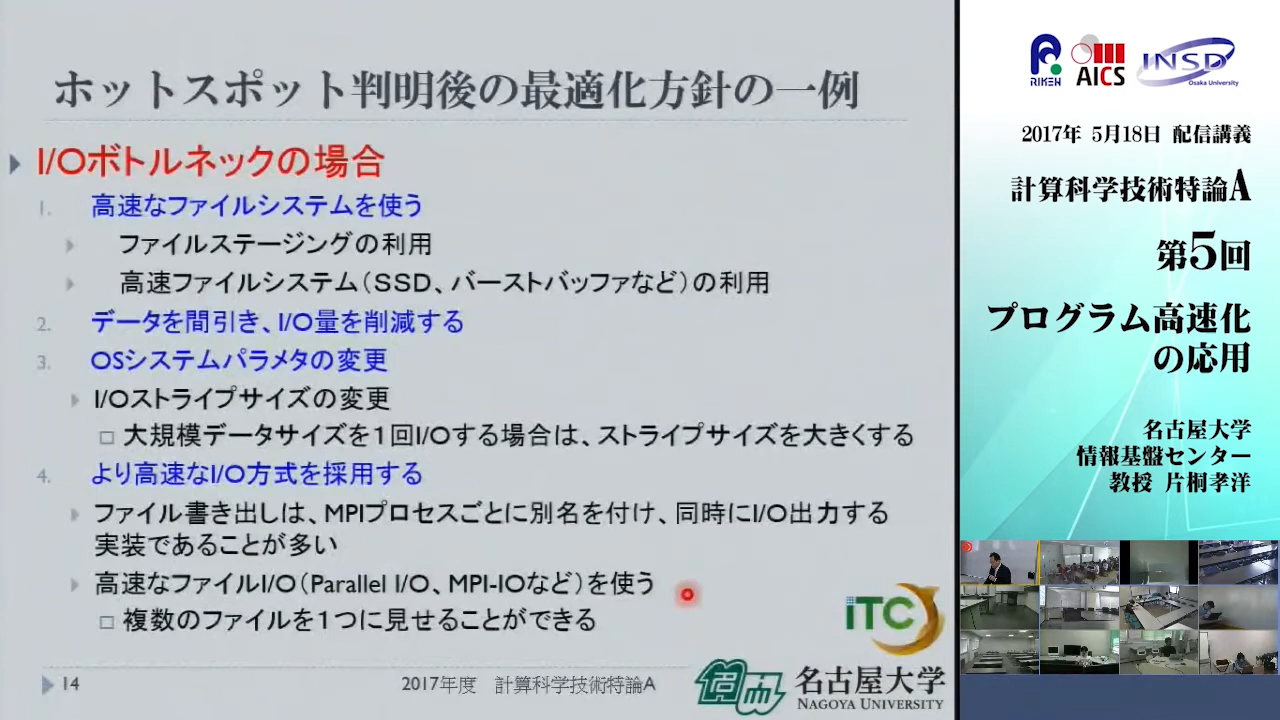 ホットスポット判明後の最適化方針の一例
I/Oボトルネックの場合
1. 高速なファイルシステムを使う
ファイルステージングの利用
高速ファイルシステム（SSD、バーストバッファなど）の利用
2. データを間引き、I/O量を削減する
3. OSシステムパラメタの変更
I/Oストライプサイズの変更
大規模データサイズを１回I/Oする場合は、ストライプサイズを大きくする
4. より高速なI/O方式を採用する
ファイル書き出しは、MPIプロセスごとに別名を付け、同時にI/O出力する
実装であることが多い
高速なファイルI/O（Parallel I/O、MPI-IOなど）を使う
複数のファイルを１つに見せることができる
iTC
14
2017年度 計算科学技術特論A
名古屋大学
NAGOYA UNIVERSITY
RIKEN
AICS
INSD
Osaka University
2017年 5月18日 配信講義
計算科学技術特論A
第5回
プログラム高速化
の応用
名古屋大学
情報基盤センター
教授 片桐孝洋